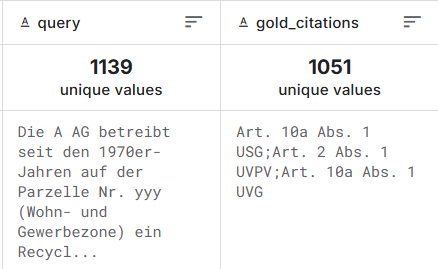 query
gold_citations
1139
unique values
1051
unique values
Die A AG betreibt
seit den 1970er-
Jahren auf der
Parzelle Nr. yyy
(Wohn- und
Gewerbezone) ein
Recycl...
Art. 10a Abs. 1
USG;Art. 2 Abs. 1
UVPV;Art. 10a Abs. 1
UVG